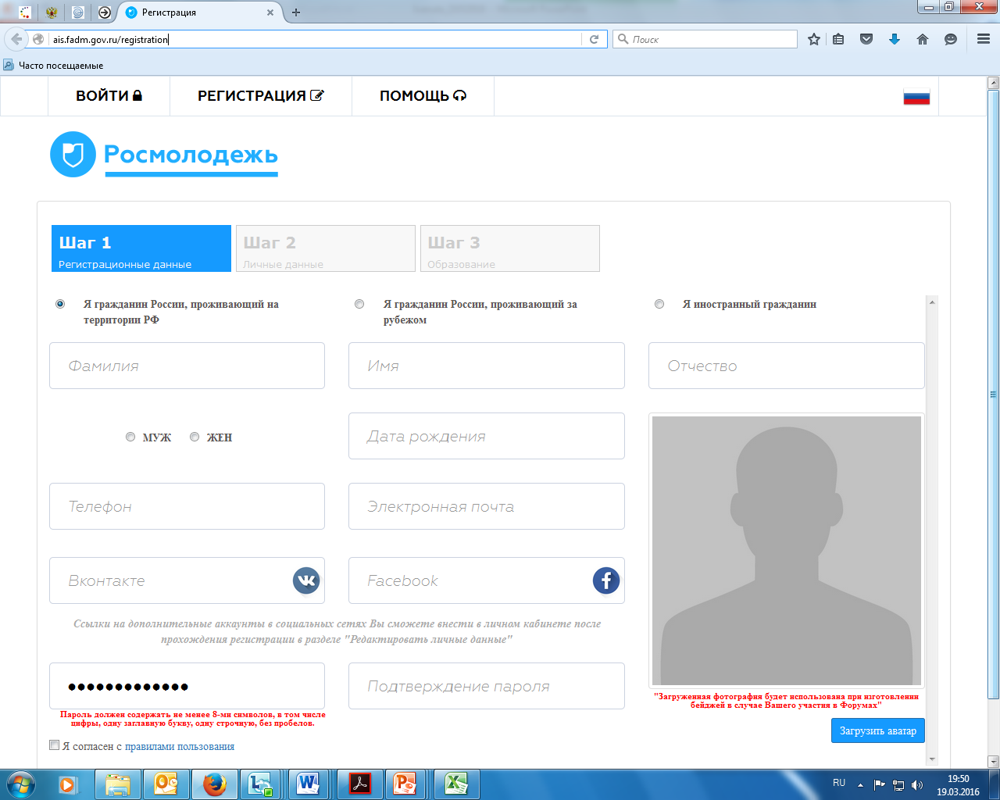 Регистрация
ais.fadm.gov.ru/registration
Поиск
Часто посещаемые
ВОЙТИ
РЕГИСТРАЦИЯ
ПОМОЩЬ
Росмолодежь
Шаг 1
Регистрационные данные
Шаг 2
Личные данные
Шаг 3
Образование
Я гражданин России, проживающий на
территории РФ
Я гражданин России, проживающий за
рубежом
Я иностранный гражданин
Фамилия
Имя
Отчество
МУЖ
ЖЕН
Дата рождения
Телефон
Электронная почта
Вконтакте
Facebook
Ссылки на дополнительные аккаунты в социальных сетях Вы сможете внести в личном кабинете после
прохождения регистрации в разделе "Редактировать личные данные"
Подтверждение пароля
Пароль должен содержать не менее 8-ми символов, в том числе
цифры, одну заглавную букву, одну строчную, без пробелов.
"Загруженная фотография будет использована при изготовлении
бейджей в случае Вашего участия в Форумах"
Загрузить аватар
Я согласен с правилами пользования
RU
19:50
19.03.2016